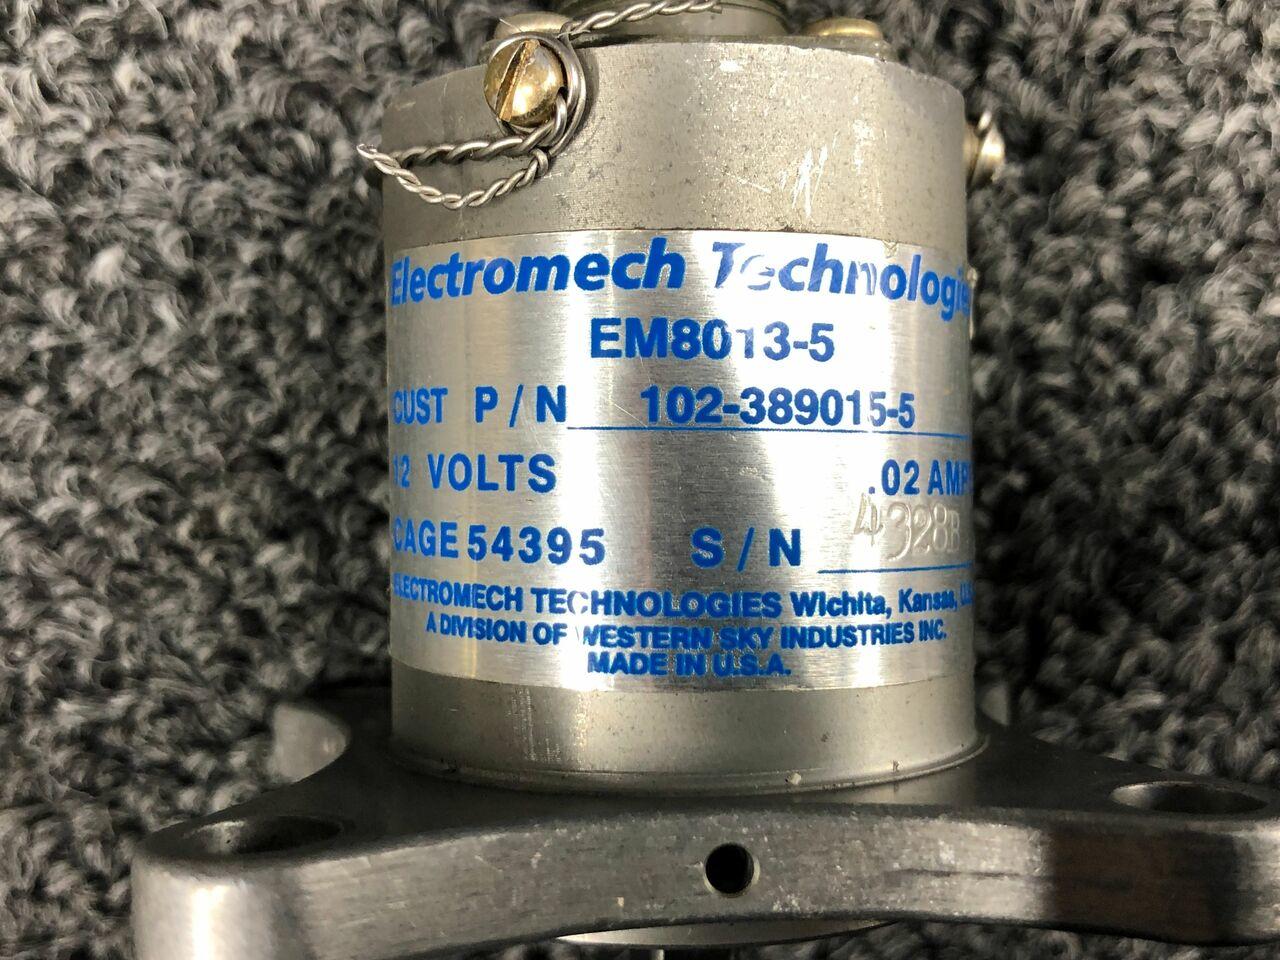 Electromech Technologies
EM8013-5
CUST P/N 102-389015-5
12 VOLTS .02 AMP
CAGE 54395 S/N 4328B
ELECTROMECH TECHNOLOGIES Wichita, Kansas,
A DIVISION OF WESTERN SKY INDUSTRIES INC.
MADE IN U.S.A.